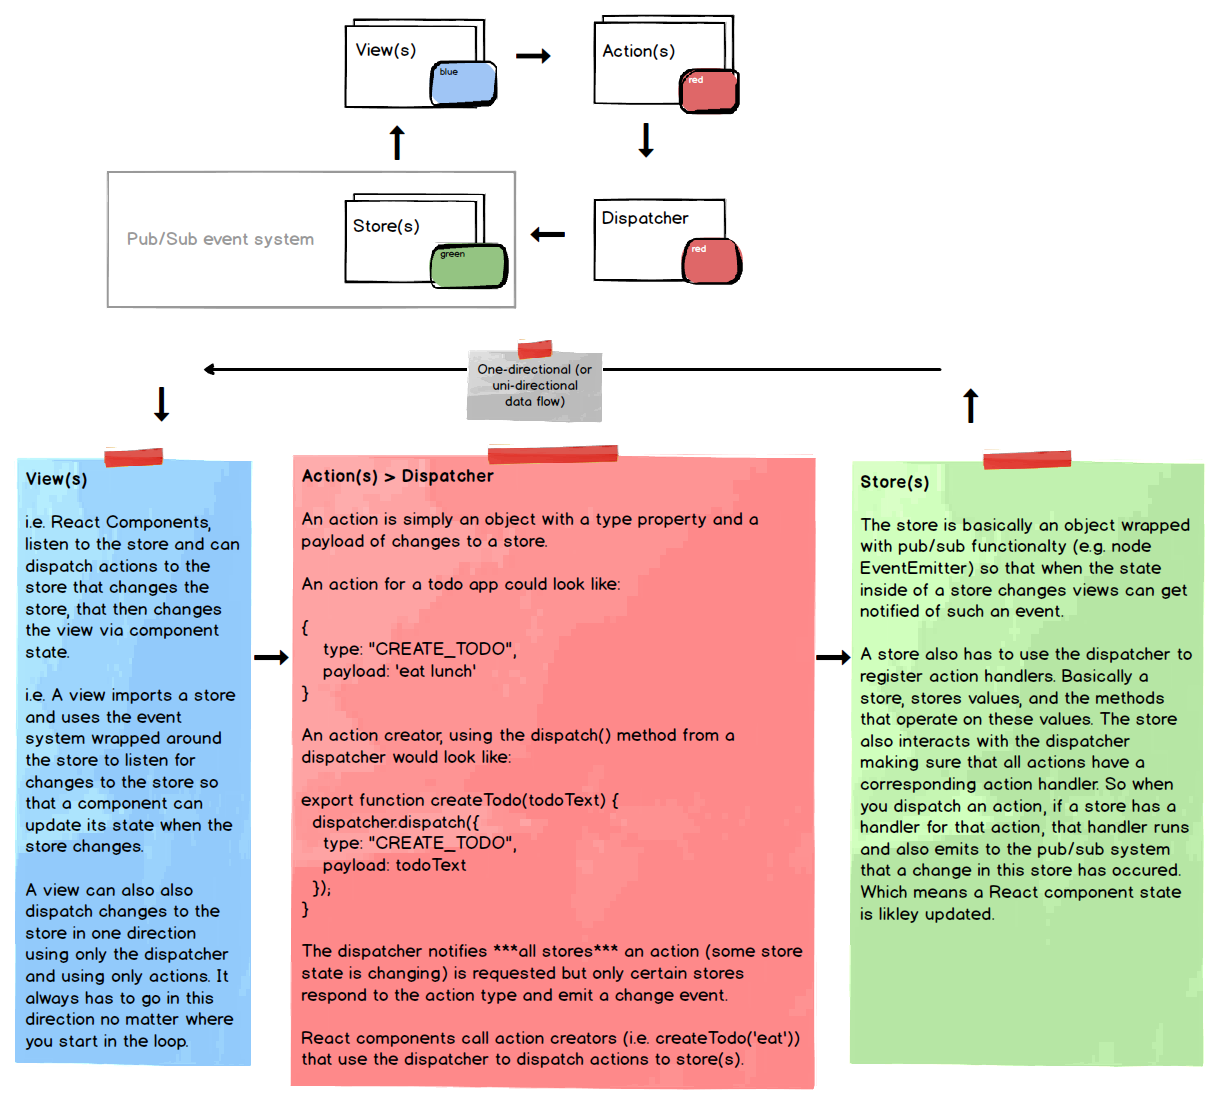 View(s)
blue
Action(s)
red
Pub/Sub event system
Store(s)
green
Dispatcher
red
One-directional (or
uni-directional
data flow)
View(s)
i.e. React Components,
listen to the store and can
dispatch actions to the
store that changes the
store, that then changes
the view via component
state.
i.e. A view imports a store
and uses the event
system wrapped around
the store to listen for
changes to the store so
that a component can
update its state when the
store changes.
A view can also also
dispatch changes to the
store in one direction
using only the dispatcher
and using only actions. It
always has to go in this
direction no matter where
you start in the loop.
Action(s) > Dispatcher
An action is simply an object with a type property and a
payload of changes to a store.
An action for a todo app could look like:
{
type: "CREATE_TODO",
payload: 'eat lunch'
}
An action creator, using the dispatch() method from a
dispatcher would look like:
export function createTodo(todoText) {
dispatcher.dispatch({
type: "CREATE_TODO",
payload: todoText
});
}
The dispatcher notifies ***all stores*** an action (some store
state is changing) is requested but only certain stores
respond to the action type and emit a change event.
React components call action creators (i.e. createTodo('eat'))
that use the dispatcher to dispatch actions to store(s).
Store(s)
The store is basically an object wrapped
with pub/sub functionalty (e.g. node
EventEmitter) so that when the state
inside of a store changes views can get
notified of such an event.
A store also has to use the dispatcher to
register action handlers. Basically a
store, stores values, and the methods
that operate on these values. The store
also interacts with the dispatcher
making sure that all actions have a
corresponding action handler. So when
you dispatch an action, if a store has a
handler for that action, that handler runs
and also emits to the pub/sub system
that a change in this store has occured.
Which means a React component state
is likley updated.